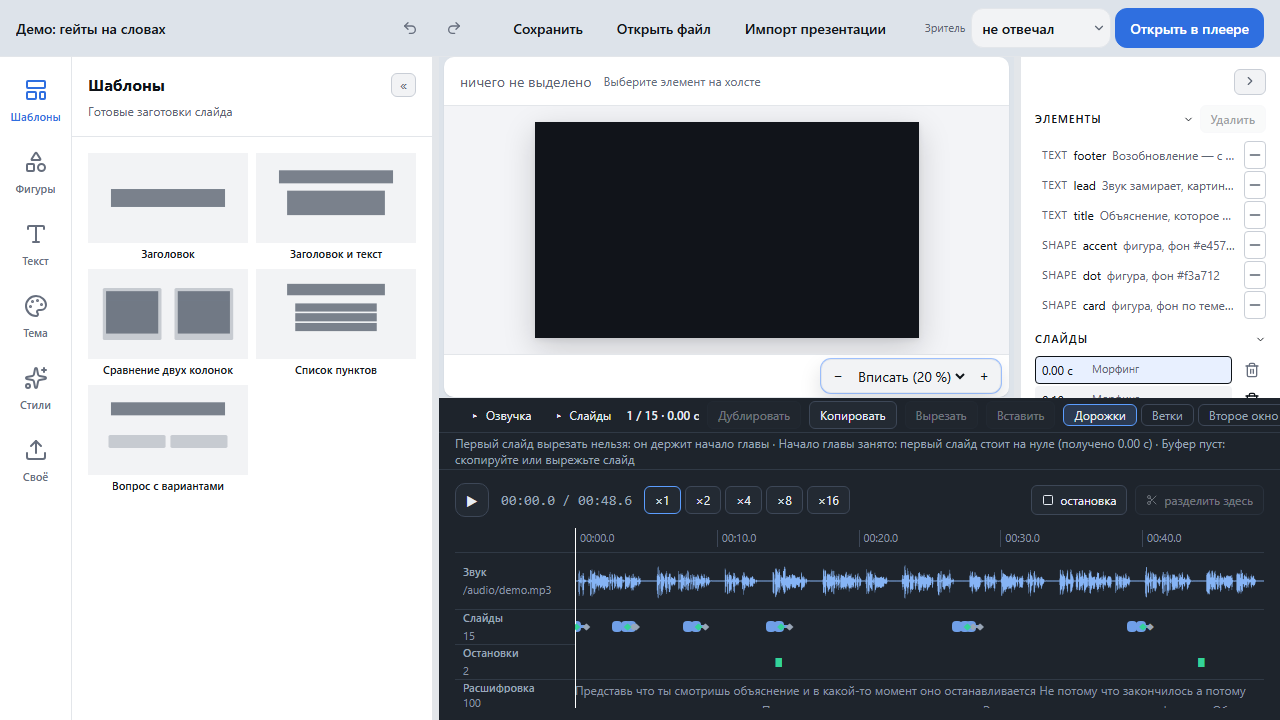 Демо: гейты на словах
Сохранить
Открыть файл
Импорт презентации
Зритель
не отвечал
Открыть в плеере
Шаблоны
Фигуры
Текст
Тема
Стили
Своё
Шаблоны
«
Готовые заготовки слайда
Заголовок
Заголовок и текст
Сравнение двух колонок
Список пунктов
Вопрос с вариантами
ничего не выделено Выберите элемент на холсте
− Вписать (20 %) +
ЭЛЕМЕНТЫ
Удалить
TEXT footer Возобновление — с ...
TEXT lead Звук замирает, картин...
TEXT title Объяснение, которое ...
SHAPE accent фигура, фон #e457...
SHAPE dot фигура, фон #f3a712
SHAPE card фигура, фон по теме...
СЛАЙДЫ
0.00 с Морфинг
Озвучка
Слайды
1 / 15 · 0.00 с
Дублировать
Копировать
Вырезать
Вставить
Дорожки
Ветки
Второе окно
Первый слайд вырезать нельзя: он держит начало главы · Начало главы занято: первый слайд стоит на нуле (получено 0.00 с) · Буфер пуст:
скопируйте или вырежьте слайд
00:00.0 / 00:48.6
×1
×2
×4
×8
×16
остановка
разделить здесь
00:00.0
00:10.0
00:20.0
00:30.0
00:40.0
Звук
/audio/demo.mp3
Слайды
15
Остановки
2
Расшифровка
100
Представь что ты смотришь объяснение и в какой-то момент оно останавливается Не потому что закончилось а потому